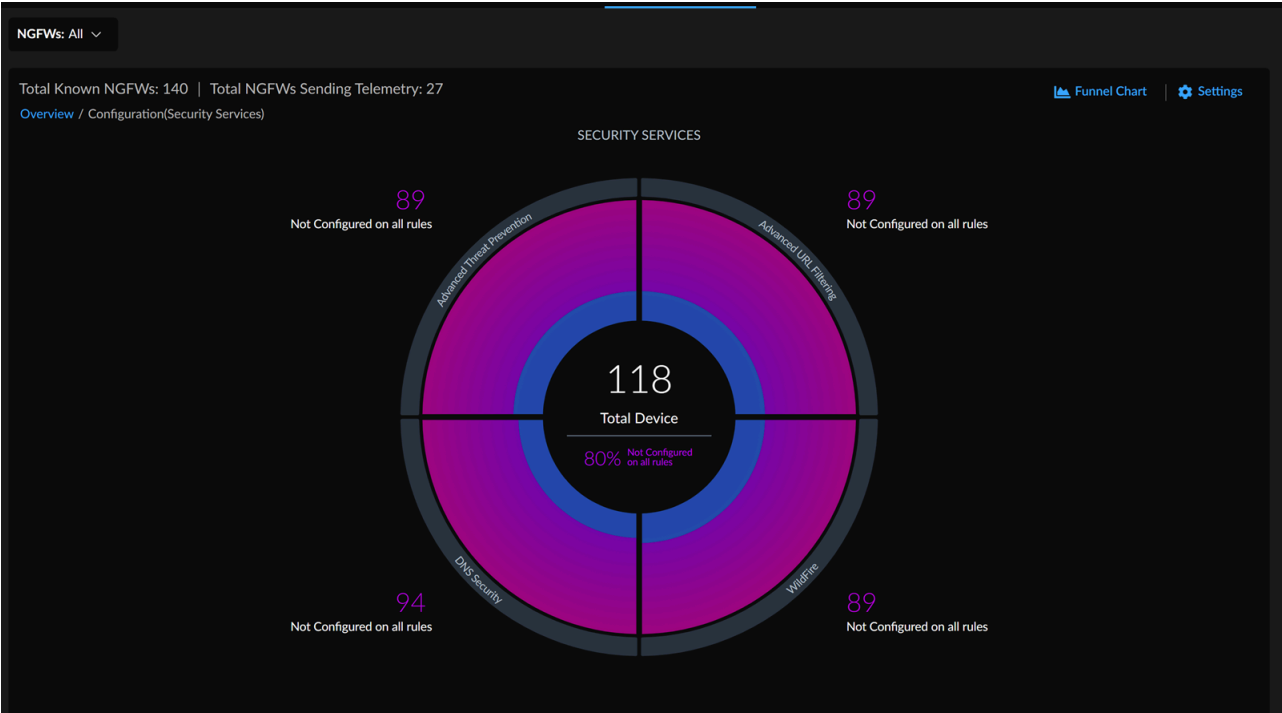 NGFWs: All
Total Known NGFWs: 140 | Total NGFWs Sending Telemetry: 27
Funnel Chart | Settings
Overview / Configuration(Security Services)
SECURITY SERVICES
89
Not Configured on all rules
89
Not Configured on all rules
Advanced Threat Prevention
Advanced URL Filtering
118
Total Device
80% Not Configured
on all rules
DNS Security
WildFire
94
Not Configured on all rules
89
Not Configured on all rules